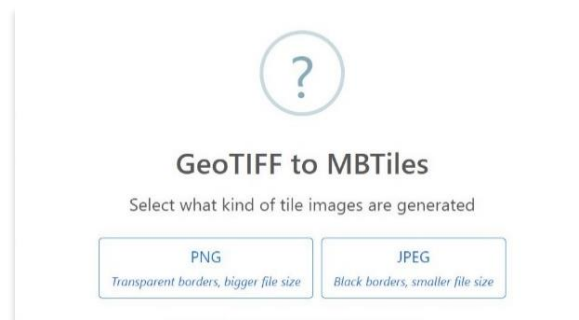 ?
GeoTIFF to MBTiles
Select what kind of tile images are generated
PNG
Transparent borders, bigger file size
JPEG
Black borders, smaller file size